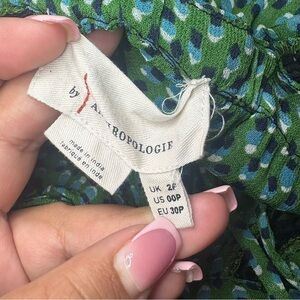 by ANTHROPOLOGIE
made in india
fabriqué en inde
UK 2P
US 00P
EU 30P